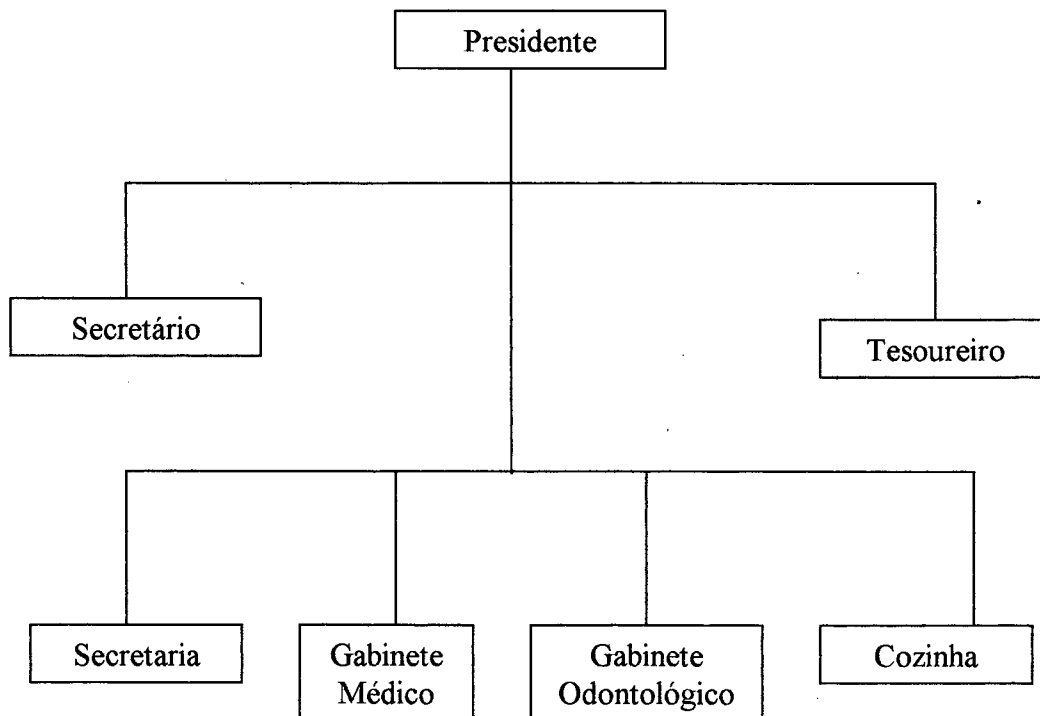 Presidente
Secretário
Tesoureiro
Secretaria
Gabinete
Médico
Gabinete
Odontológico
Cozinha